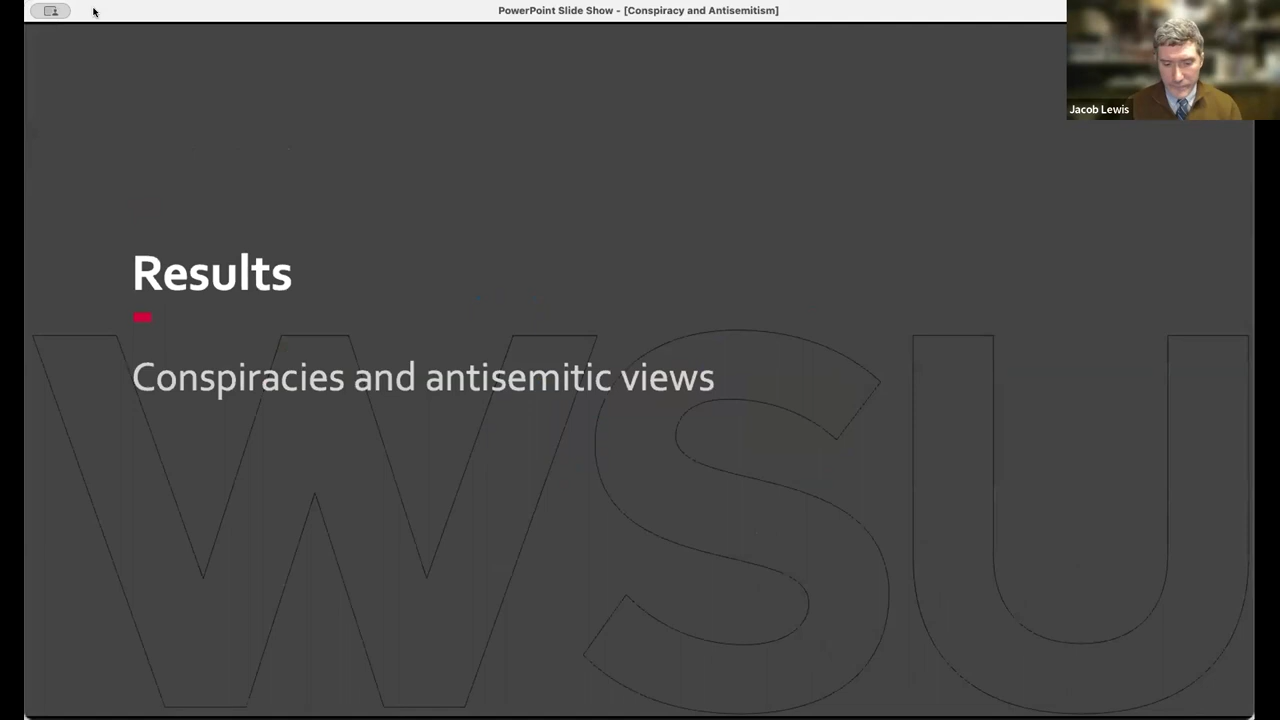 PowerPoint Slide Show - [Conspiracy and Antisemitism]
Jacob Lewis
Results
Conspiracies and antisemitic views
WSU